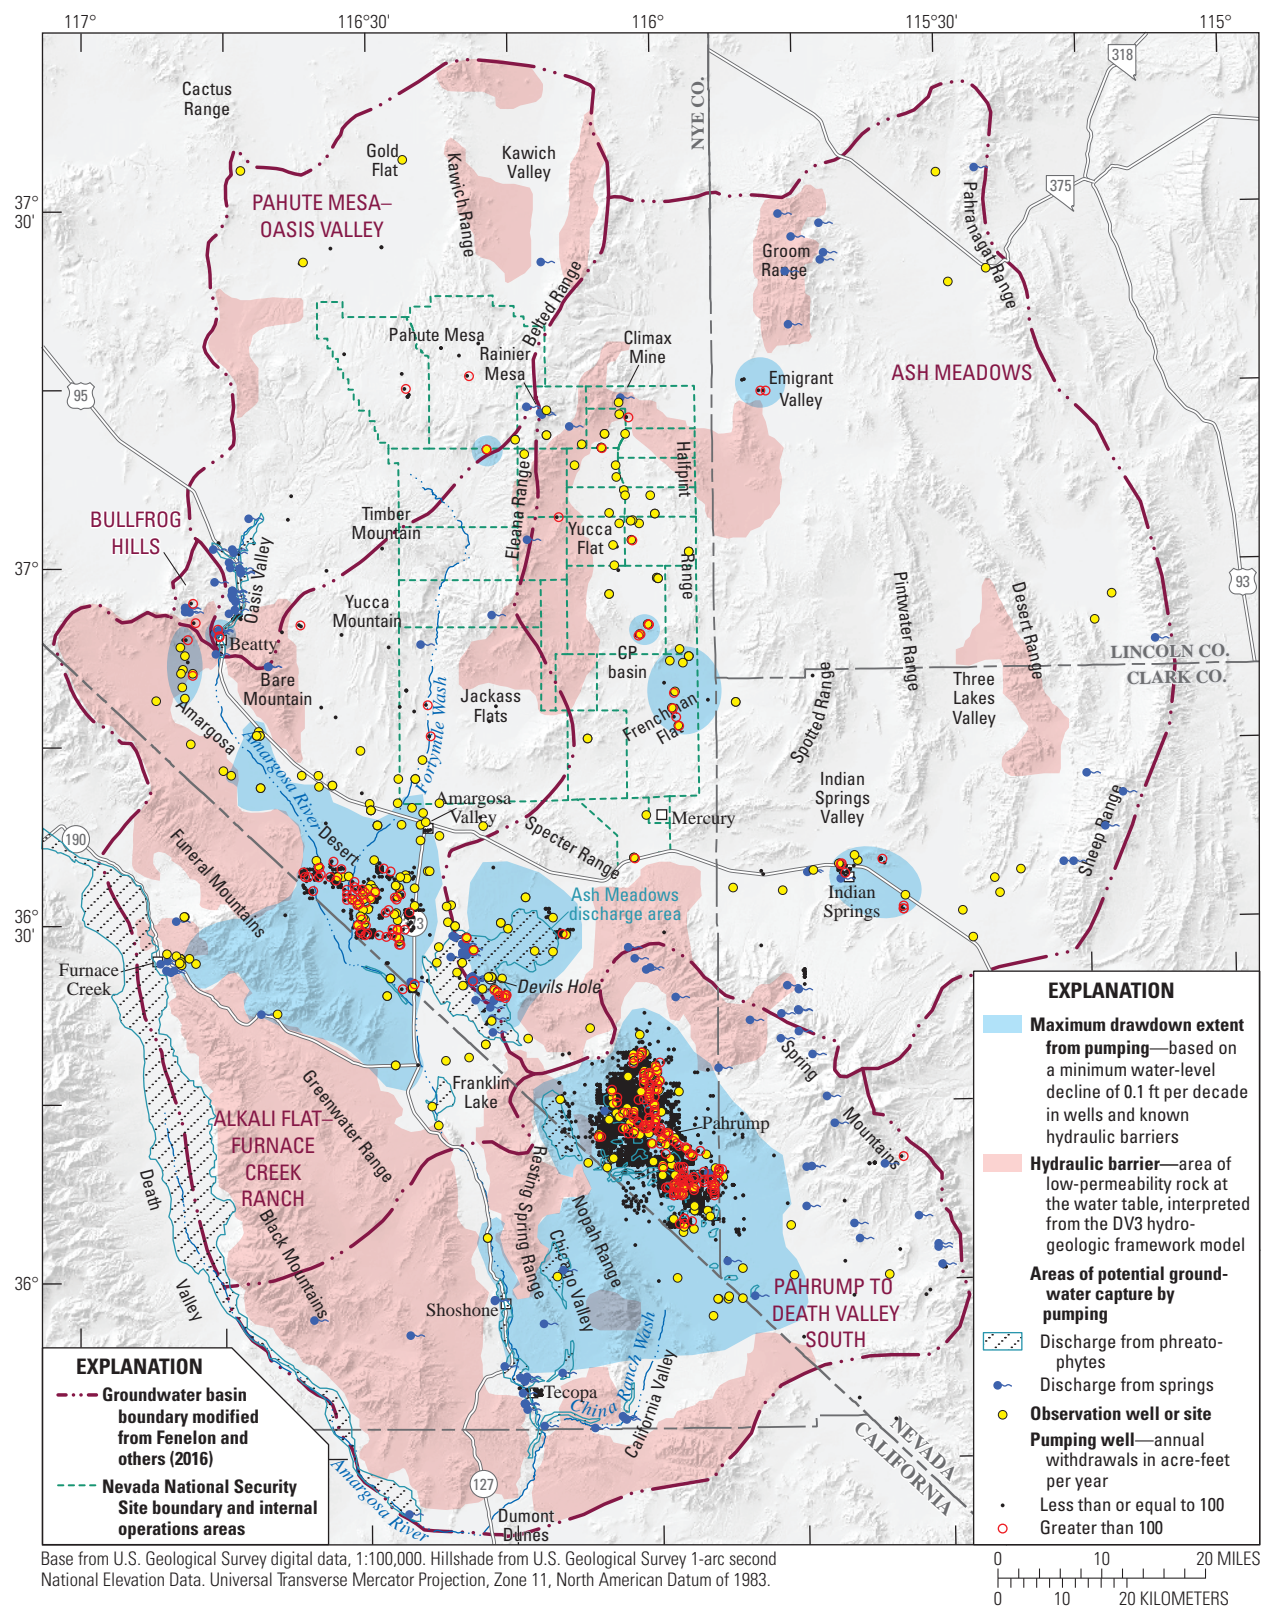 117°
116°30'
116°
115°30'
115°
318
Cactus
Range
NYE CO.
Gold
Flat
Kawich
Valley
Kawich Range
375
37°
30'
PAHUTE MESA–
OASIS VALLEY
Pahranagat Range
Groom
Range
Belted Range
Pahute Mesa
Rainier
Mesa
Climax
Mine
95
Emigrant
Valley
ASH MEADOWS
Halfpint
Range
Eleana Range
BULLFROG
HILLS
Timber
Mountain
Yucca
Flat
37°
Oasis Valley
93
Yucca
Mountain
Pintwater Range
Desert Range
Beatty
CP
basin
LINCOLN CO.
CLARK CO.
Bare
Mountain
Jackass
Flats
Three
Lakes
Valley
Fortymile Wash
Frenchman
Flat
Spotted Range
Amargosa
Desert
Amargosa River
Indian
Springs
Valley
Amargosa
Valley
Mercury
Sheep Range
190
Specter Range
Funeral Mountains
Ash Meadows
discharge area
Indian
Springs
36°
30'
Furnace
Creek
Devils Hole
Spring
Mountains
Franklin
Lake
Greenwater Range
ALKALI FLAT–
FURNACE
CREEK
RANCH
Pahrump
Death
Valley
Resting Spring Range
Nopah Range
Black Mountains
Chicago Valley
36°
Shoshone
PAHRUMP TO
DEATH VALLEY
SOUTH
China Ranch Wash
California Valley
Tecopa
NEVADA
CALIFORNIA
127
Amargosa River
Dumont
Dunes
EXPLANATION
Groundwater basin
boundary modified
from Fenelon and
others (2016)
Nevada National Security
Site boundary and internal
operations areas
EXPLANATION
Maximum drawdown extent
from pumping—based on
a minimum water-level
decline of 0.1 ft per decade
in wells and known
hydraulic barriers
Hydraulic barrier—area of
low-permeability rock at
the water table, interpreted
from the DV3 hydro-
geologic framework model
Areas of potential ground-
water capture by
pumping
Discharge from phreato-
phytes
Discharge from springs
Observation well or site
Pumping well—annual
withdrawals in acre-feet
per year
Less than or equal to 100
Greater than 100
Base from U.S. Geological Survey digital data, 1:100,000. Hillshade from U.S. Geological Survey 1-arc second
National Elevation Data. Universal Transverse Mercator Projection, Zone 11, North American Datum of 1983.
0 10 20 MILES
0 10 20 KILOMETERS